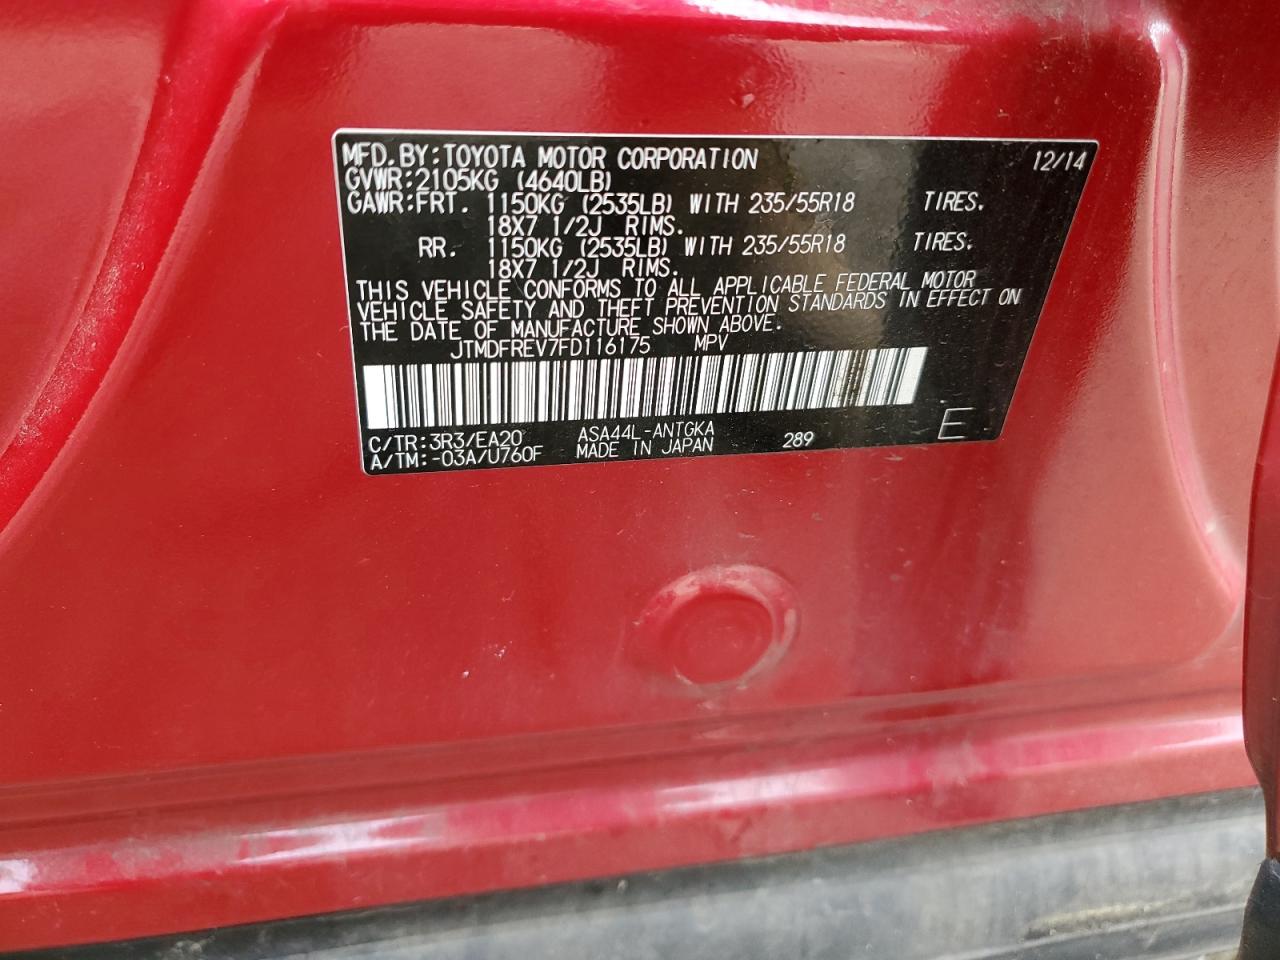 MFD. BY: TOYOTA MOTOR CORPORATION 12/14
GVWR: 2105KG (4640LB)
GAWR: FRT. 1150KG (2535LB) WITH 235/55R18 TIRES.
18X7 1/2J RIMS.
RR. 1150KG (2535LB) WITH 235/55R18 TIRES.
18X7 1/2J RIMS.
THIS VEHICLE CONFORMS TO ALL APPLICABLE FEDERAL MOTOR
VEHICLE SAFETY AND THEFT PREVENTION STANDARDS IN EFFECT ON
THE DATE OF MANUFACTURE SHOWN ABOVE.
JTMDFREV7FD116175 MPV
C/TR: 3R3/EA20 ASA44L-ANTGKA
A/TM: -03A/U760F MADE IN JAPAN 289 E